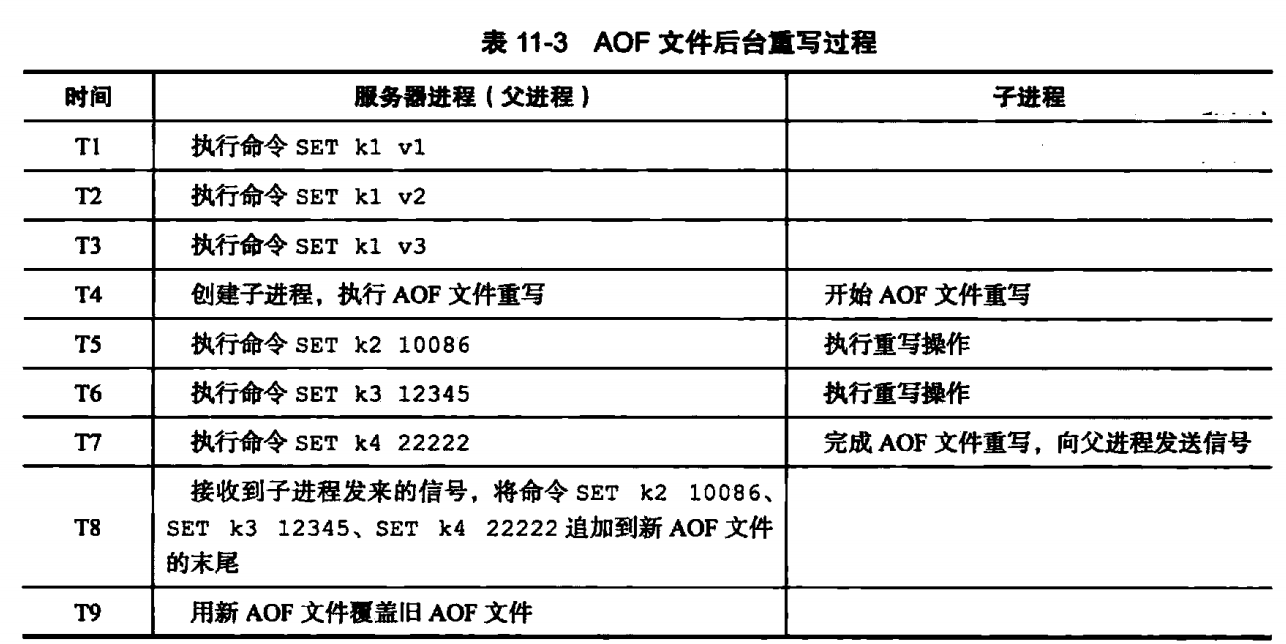 表 11-3 AOF 文件后台重写过程
时间 服务器进程（父进程） 子进程
T1 执行命令 SET k1 v1
T2 执行命令 SET k1 v2
T3 执行命令 SET k1 v3
T4 创建子进程，执行 AOF 文件重写 开始 AOF 文件重写
T5 执行命令 SET k2 10086 执行重写操作
T6 执行命令 SET k3 12345 执行重写操作
T7 执行命令 SET k4 22222 完成 AOF 文件重写，向父进程发送信号
接收到子进程发来的信号，将命令 SET k2 10086、
T8 SET k3 12345、SET k4 22222 追加到新 AOF 文件
的末尾
T9 用新 AOF 文件覆盖旧 AOF 文件